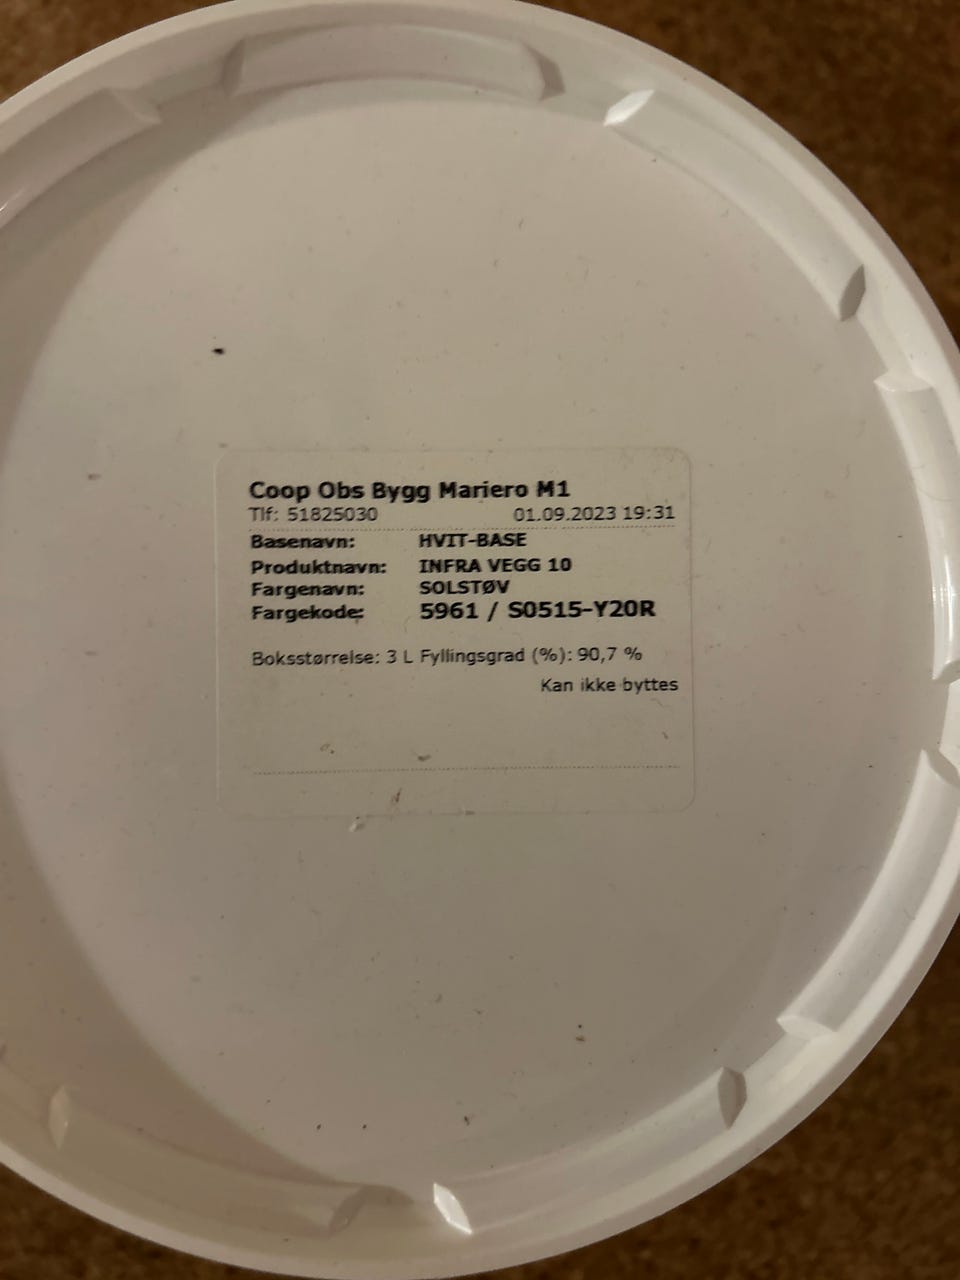 Coop Obs Bygg Mariero M1
Tlf: 51825030 01.09.2023 19:31
Basenavn: HVIT-BASE
Produktnavn: INFRA VEGG 10
Fargenavn: SOLSTØV
Fargekode: 5961 / S0515-Y20R
Boksstørrelse: 3 L Fyllingsgrad (%): 90,7 %
Kan ikke byttes